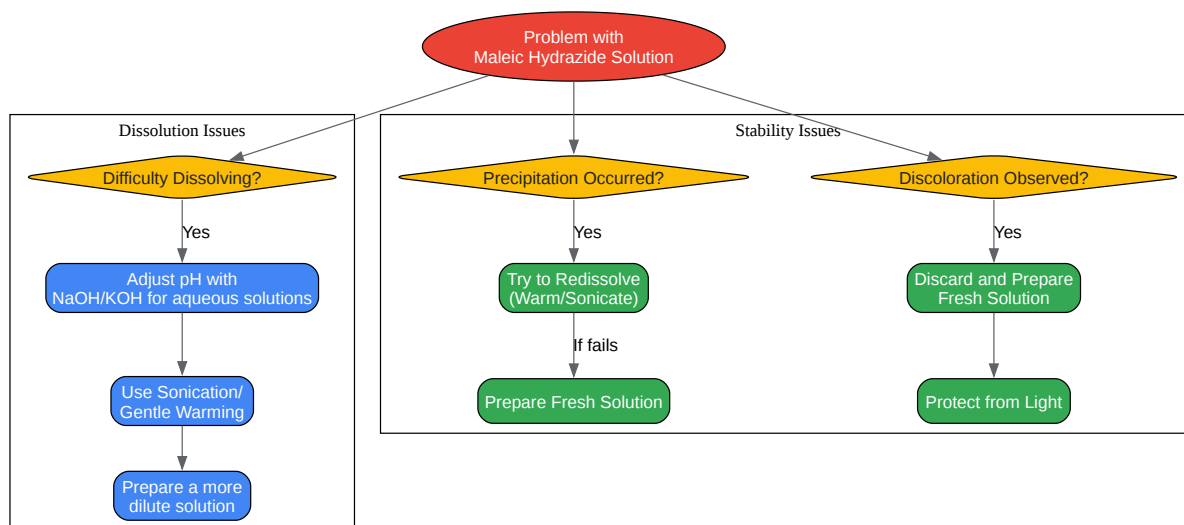 Problem with
Maleic Hydrazide Solution
Dissolution Issues
Difficulty Dissolving?
Yes
Adjust pH with
NaOH/KOH for aqueous solutions
Use Sonication/
Gentle Warming
Prepare a more
dilute solution
Stability Issues
Precipitation Occurred?
Yes
Try to Redissolve
(Warm/Sonicate)
If fails
Prepare Fresh Solution
Discoloration Observed?
Yes
Discard and Prepare
Fresh Solution
Protect from Light